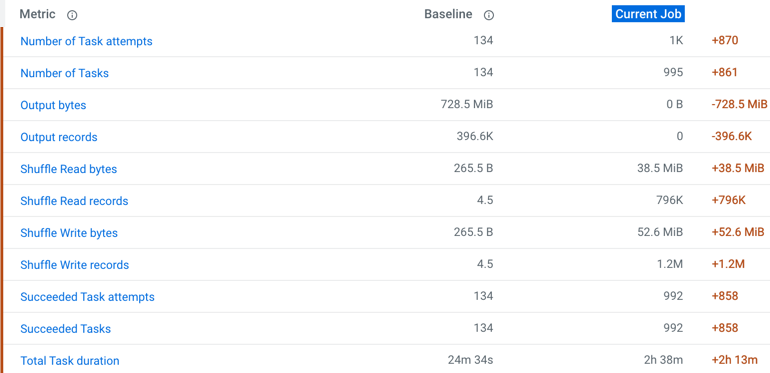 Metric Baseline Current Job
Number of Task attempts 134 1K +870
Number of Tasks 134 995 +861
Output bytes 728.5 MiB 0 B -728.5 MiB
Output records 396.6K 0 -396.6K
Shuffle Read bytes 265.5 B 38.5 MiB +38.5 MiB
Shuffle Read records 4.5 796K +796K
Shuffle Write bytes 265.5 B 52.6 MiB +52.6 MiB
Shuffle Write records 4.5 1.2M +1.2M
Succeeded Task attempts 134 992 +858
Succeeded Tasks 134 992 +858
Total Task duration 24m 34s 2h 38m +2h 13m